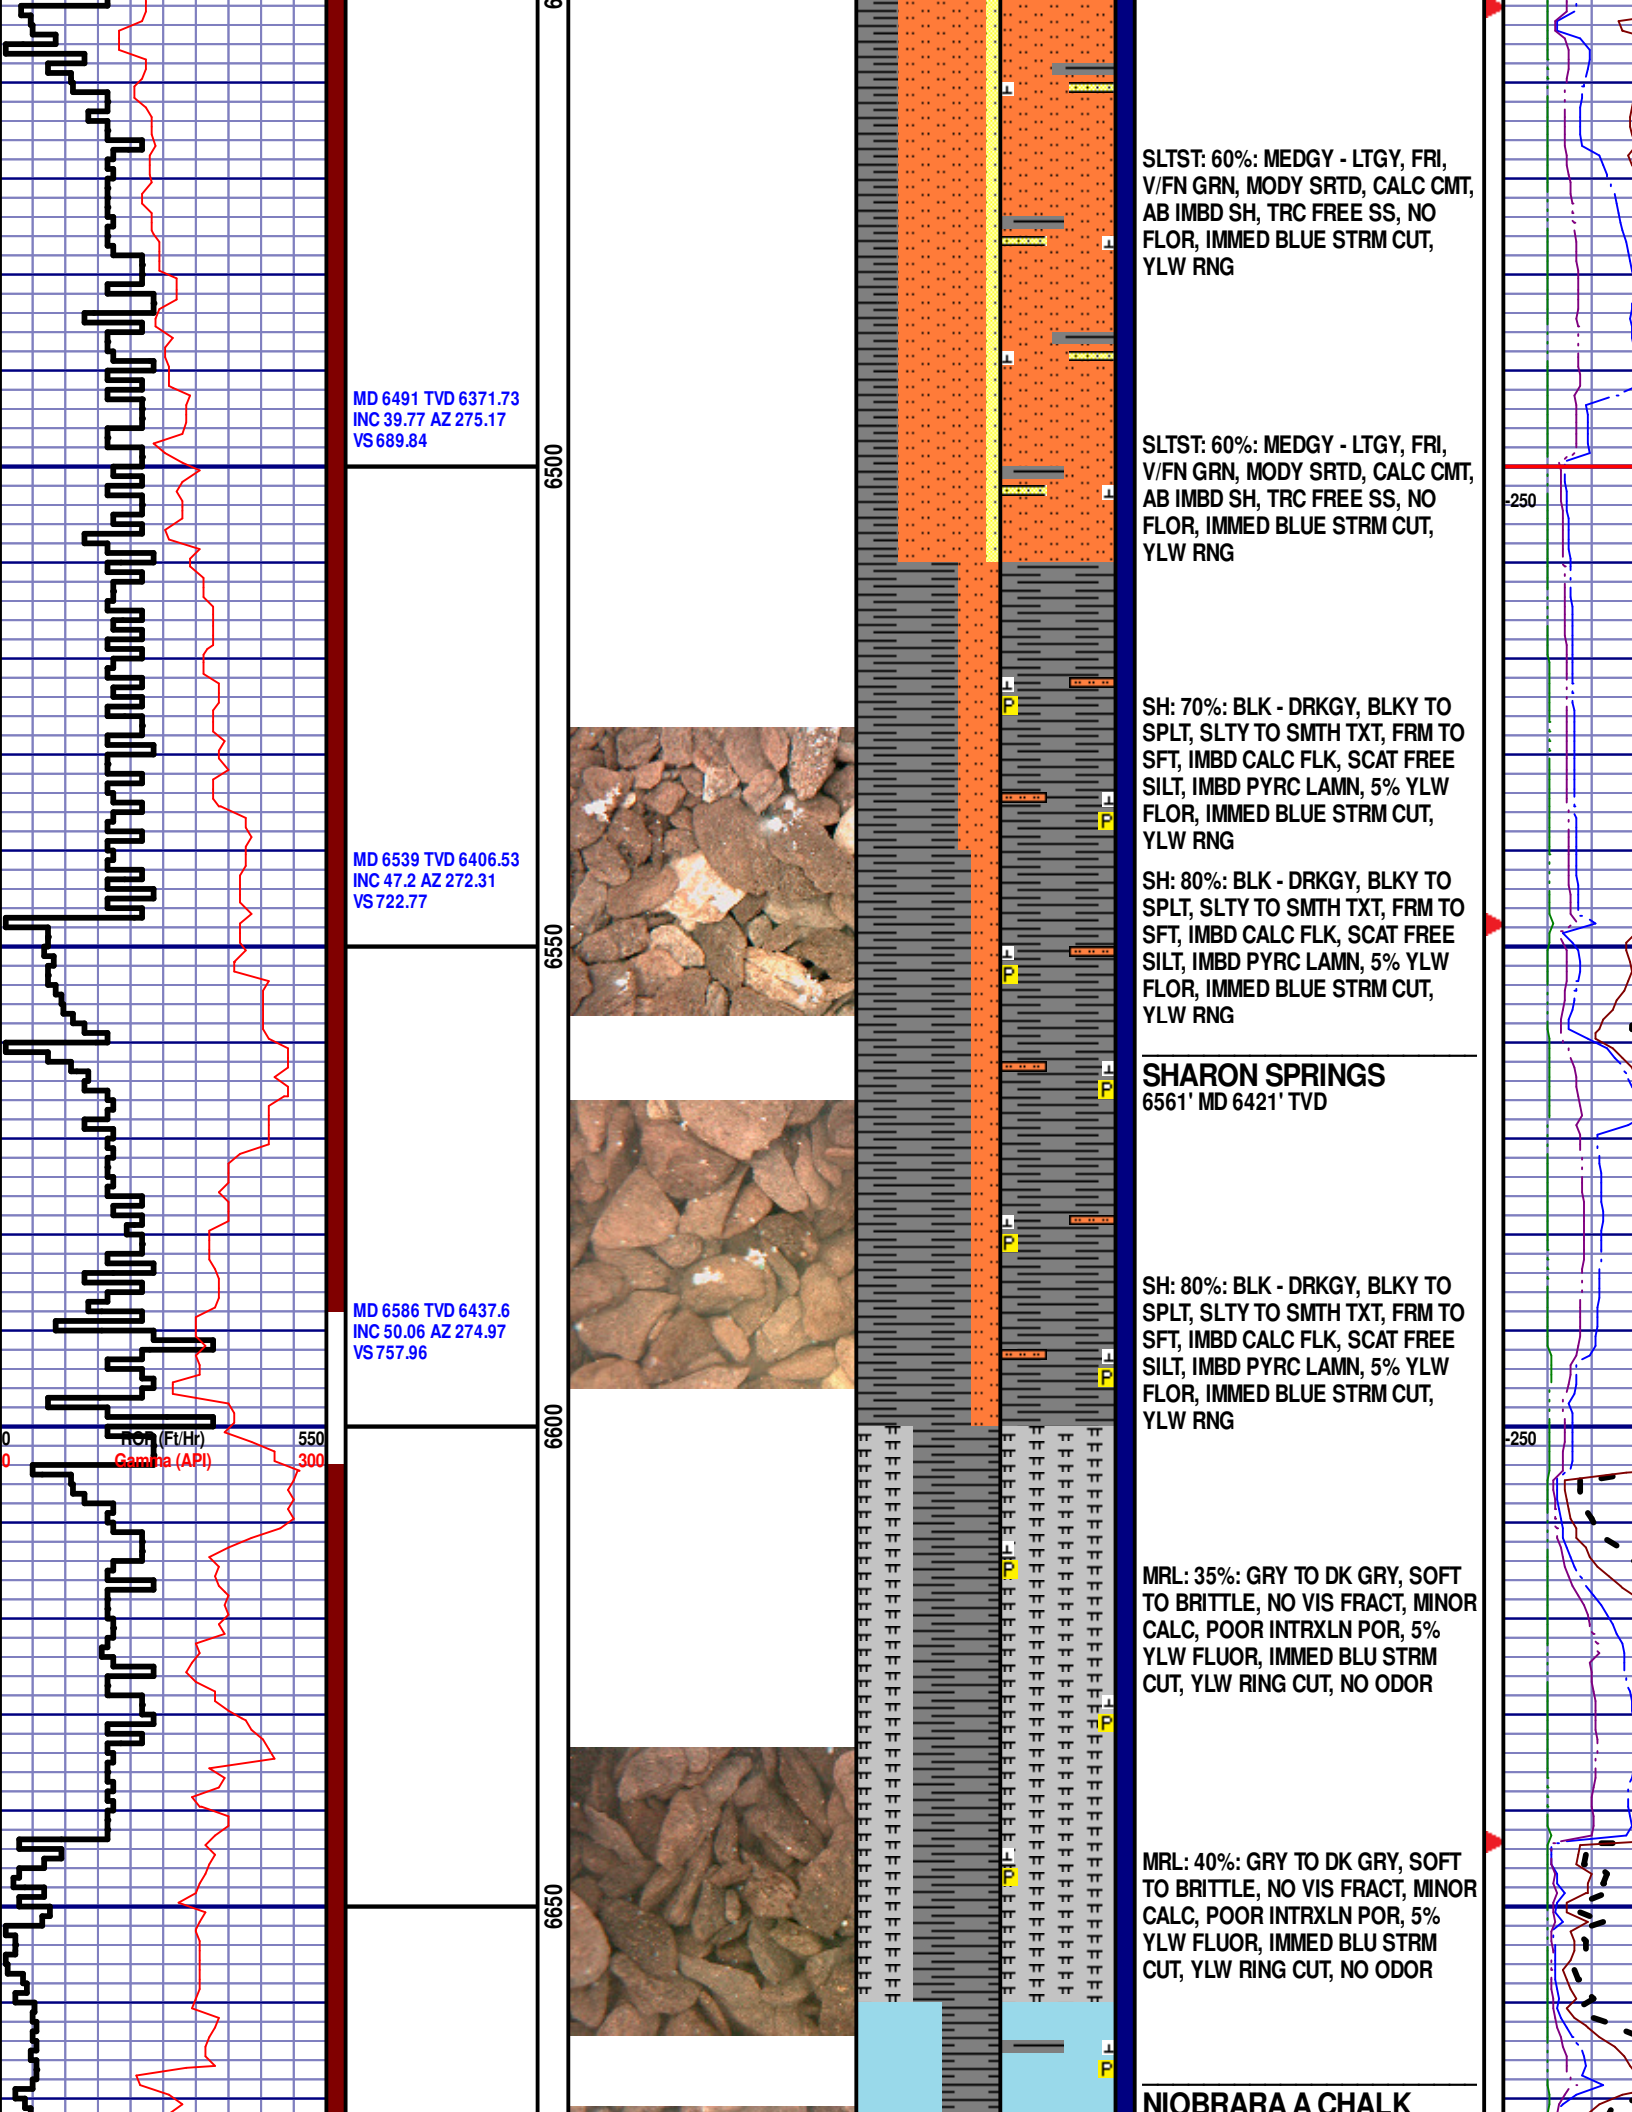 SLTST: 60%: MEDGY - LTGY, FRI,
V/FN GRN, MODY SRTD, CALC CMT,
AB IMBD SH, TRC FREE SS, NO
FLOR, IMMED BLUE STRM CUT,
YLW RNG
MD 6491 TVD 6371.73
INC 39.77 AZ 275.17
VS 689.84
6500
SLTST: 60%: MEDGY - LTGY, FRI,
V/FN GRN, MODY SRTD, CALC CMT,
AB IMBD SH, TRC FREE SS, NO
FLOR, IMMED BLUE STRM CUT,
YLW RNG
-250
SH: 70%: BLK - DRKGY, BLKY TO
SPLT, SLTY TO SMTH TXT, FRM TO
SFT, IMBD CALC FLK, SCAT FREE
SILT, IMBD PYRC LAMN, 5% YLW
FLOR, IMMED BLUE STRM CUT,
YLW RNG
P
P
MD 6539 TVD 6406.53
INC 47.2 AZ 272.31
VS 722.77
6550
SH: 80%: BLK - DRKGY, BLKY TO
SPLT, SLTY TO SMTH TXT, FRM TO
SFT, IMBD CALC FLK, SCAT FREE
SILT, IMBD PYRC LAMN, 5% YLW
FLOR, IMMED BLUE STRM CUT,
YLW RNG
P
SHARON SPRINGS
6561' MD 6421' TVD
P
P
MD 6586 TVD 6437.6
INC 50.06 AZ 274.97
VS 757.96
SH: 80%: BLK - DRKGY, BLKY TO
SPLT, SLTY TO SMTH TXT, FRM TO
SFT, IMBD CALC FLK, SCAT FREE
SILT, IMBD PYRC LAMN, 5% YLW
FLOR, IMMED BLUE STRM CUT,
YLW RNG
P
6600
0 ROP (Ft/Hr) 550
0 Gamma (API) 300
-250
P
MRL: 35%: GRY TO DK GRY, SOFT
TO BRITTLE, NO VIS FRACT, MINOR
CALC, POOR INTRXLN POR, 5%
YLW FLUOR, IMMED BLU STRM
CUT, YLW RING CUT, NO ODOR
P
P
6650
MRL: 40%: GRY TO DK GRY, SOFT
TO BRITTLE, NO VIS FRACT, MINOR
CALC, POOR INTRXLN POR, 5%
YLW FLUOR, IMMED BLU STRM
CUT, YLW RING CUT, NO ODOR
P
NIOBRARA A CHALK